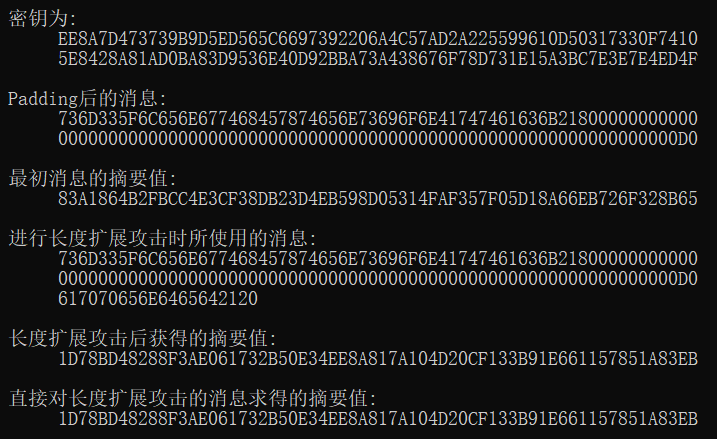 密钥为:
EE8A7D473739B9D5ED565C6697392206A4C57AD2A225599610D50317330F7410
5E8428A81AD0BA83D9536E40D92BBA73A438676F78D731E15A3BC7E3E7E4ED4F
Padding后的消息:
736D335F6C656E677468457874656E73696F6E41747461636B21800000000000
00000000000000000000000000000000000000000000000000000000000000D0
最初消息的摘要值:
83A1864B2FBCC4E3CF38DB23D4EB598D05314FAF357F05D18A66EB726F328B65
进行长度扩展攻击时所使用的消息:
736D335F6C656E677468457874656E73696F6E41747461636B21800000000000
00000000000000000000000000000000000000000000000000000000000000D0
617070656E6465642120
长度扩展攻击后获得的摘要值:
1D78BD48288F3AE061732B50E34EE8A817A104D20CF133B91E661157851A83EB
直接对长度扩展攻击的消息求得的摘要值:
1D78BD48288F3AE061732B50E34EE8A817A104D20CF133B91E661157851A83EB